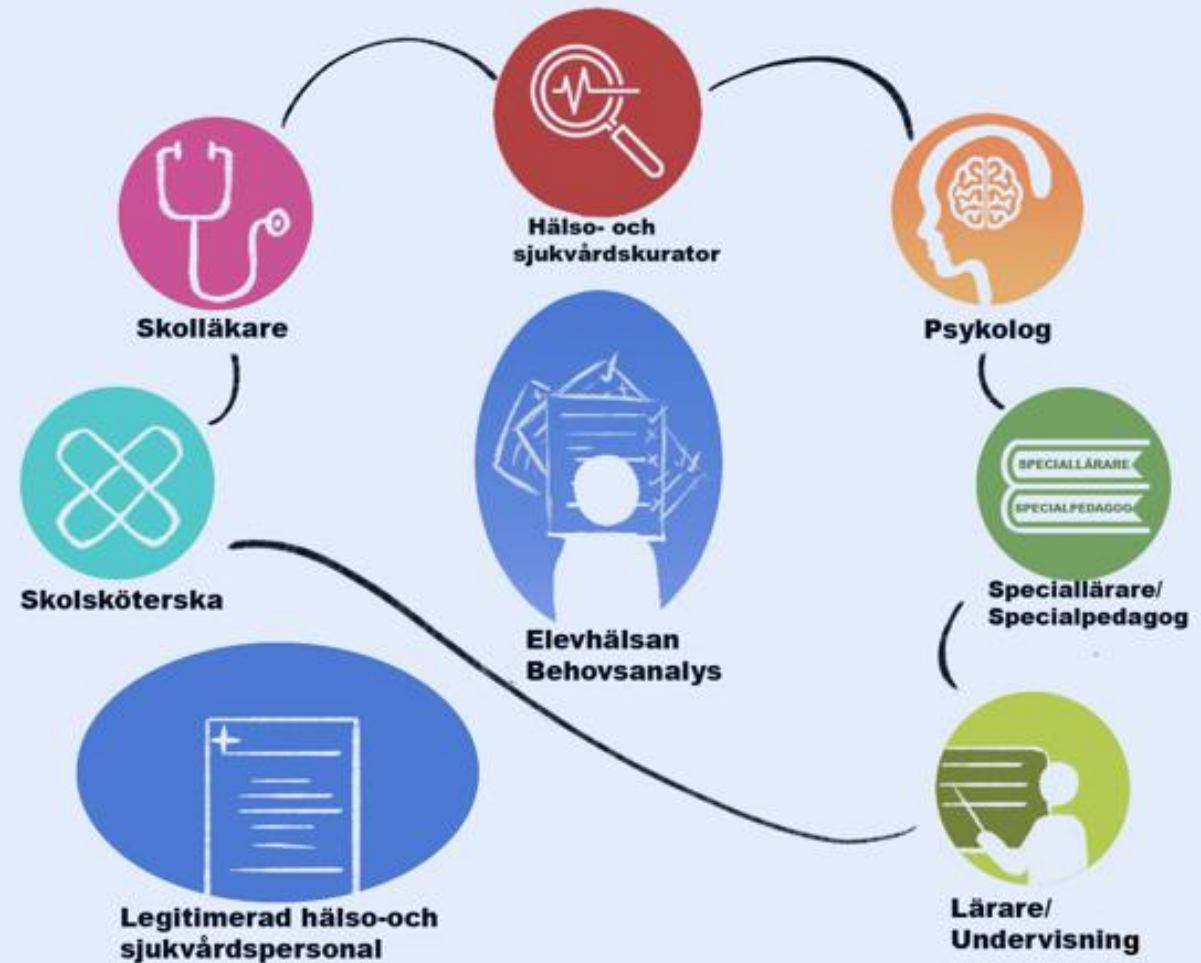 Hälso- och
sjukvårdskurator
Skolläkare
Psykolog
SPECIALLÄRARE
SPECIALPEDAGOG
Skolsköterska
Speciallärare/
Specialpedagog
Elevhälsan
Behovsanalys
Legitimerad hälso-och
sjukvårdspersonal
Lärare/
Undervisning